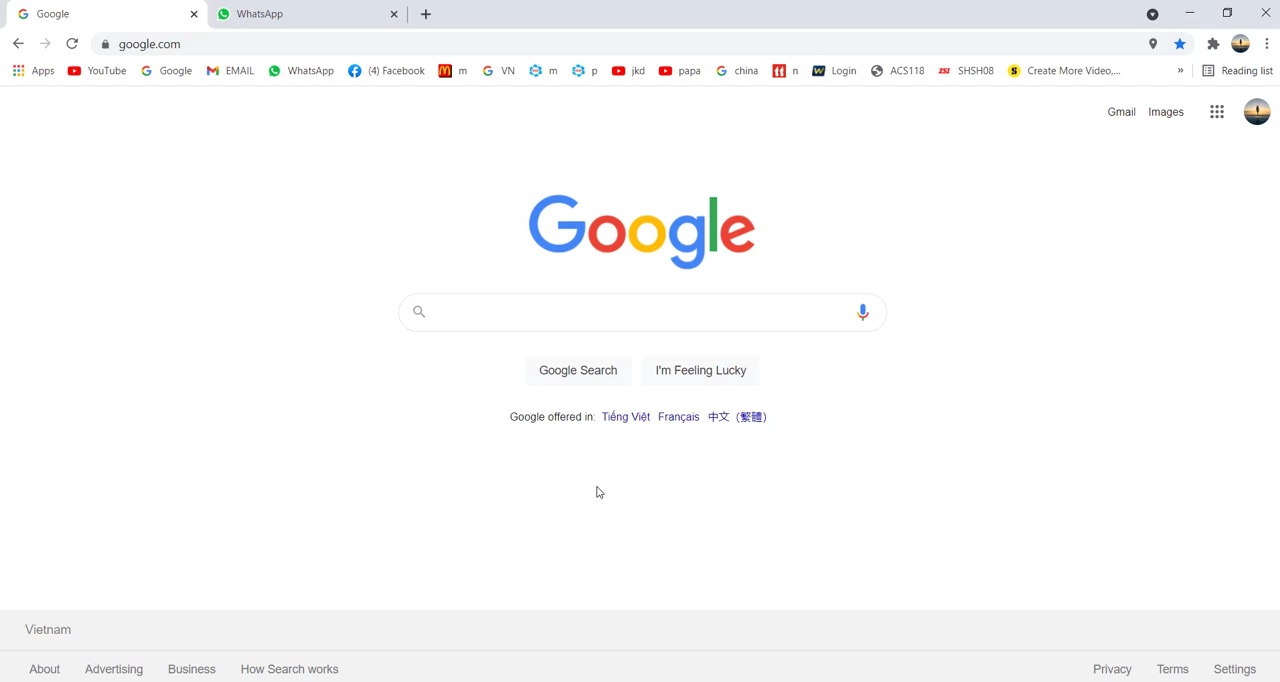 Google
WhatsApp
google.com
Apps YouTube Google EMAIL WhatsApp (4) Facebook m VN m p jkd papa china n Login ACS118 SHSH08 Create More Video,... » Reading list
Gmail Images
Google
Google Search I'm Feeling Lucky
Google offered in: Tiếng Việt Français 中文 (繁體)
Vietnam
About Advertising Business How Search works Privacy Terms Settings